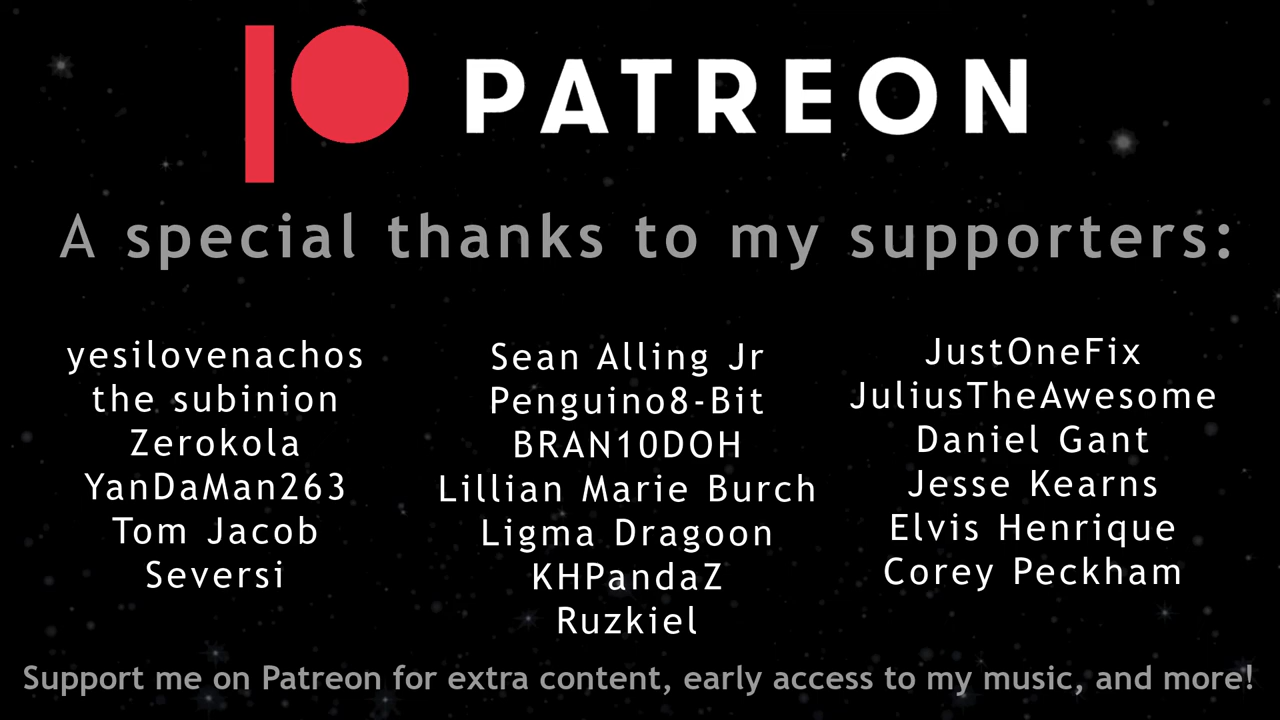 PATREON
A special thanks to my supporters:
yesilovenachos
the subinion
Zerokola
YanDaMan263
Tom Jacob
Seversi
Sean Alling Jr
Penguino8-Bit
BRAN10DOH
Lillian Marie Burch
Ligma Dragoon
KHPandaZ
Ruzkiel
JustOneFix
JuliusTheAwesome
Daniel Gant
Jesse Kearns
Elvis Henrique
Corey Peckham
Support me on Patreon for extra content, early access to my music, and more!